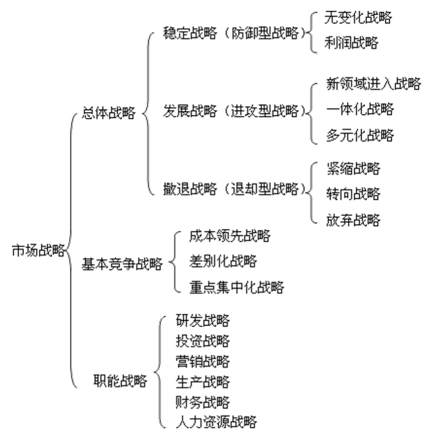 市场战略
总体战略
稳定战略（防御型战略）
无变化战略
利润战略
发展战略（进攻型战略）
新领域进入战略
一体化战略
多元化战略
撤退战略（退却型战略）
紧缩战略
转向战略
放弃战略
基本竞争战略
成本领先战略
差别化战略
重点集中化战略
职能战略
研发战略
投资战略
营销战略
生产战略
财务战略
人力资源战略